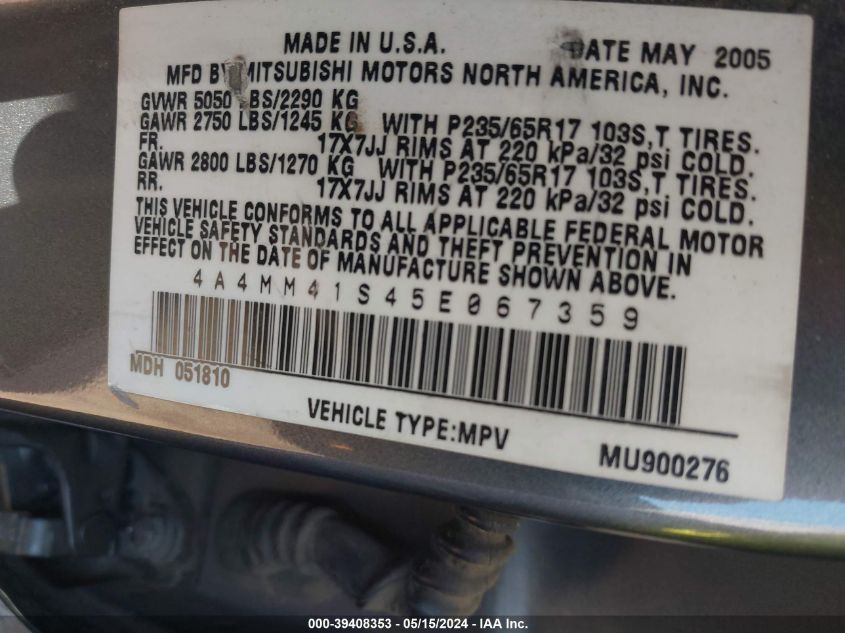 MADE IN U.S.A. DATE MAY 2005
MFD BY MITSUBISHI MOTORS NORTH AMERICA, INC.
GVWR 5050 LBS/2290 KG
GAWR 2750 LBS/1245 KG WITH P235/65R17 103S,T TIRES.
FR. 17X7JJ RIMS AT 220 kPa/32 psi COLD.
GAWR 2800 LBS/1270 KG WITH P235/65R17 103S,T TIRES.
RR. 17X7JJ RIMS AT 220 kPa/32 psi COLD.
THIS VEHICLE CONFORMS TO ALL APPLICABLE FEDERAL MOTOR
VEHICLE SAFETY STANDARDS AND THEFT PREVENTION IN
EFFECT ON THE DATE OF MANUFACTURE SHOWN ABOVE.
4A4MM41S45E067359
MDH 051810
VEHICLE TYPE:MPV
MU900276
000-39408353 - 05/15/2024 - IAA Inc.